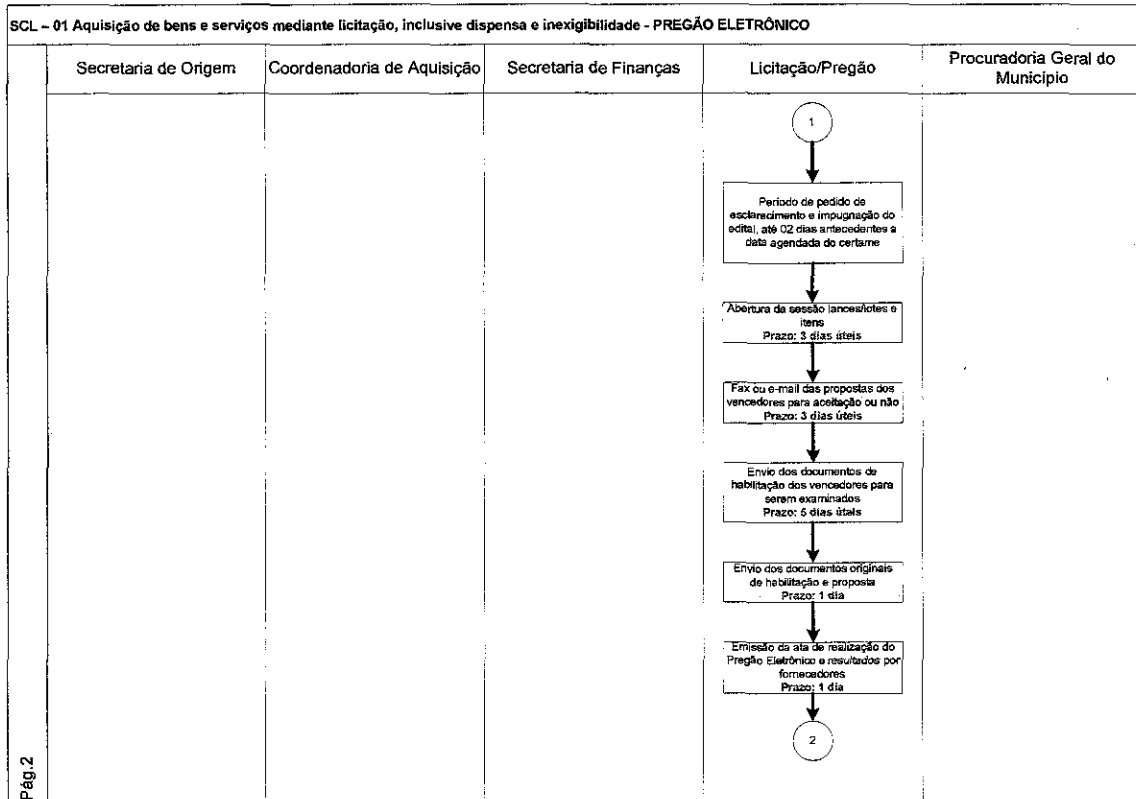 SCL – 01 Aquisição de bens e serviços mediante licitação, inclusive dispensa e inexigibilidade - PREGÃO ELETRÔNICO
Secretaria de Origem
Coordenadoria de Aquisição
Secretaria de Finanças
Licitação/Pregão
Procuradoria Geral do
Municipio
1
Período de pedido de
esclarecimento e impugnação do
edital, até 02 dias antecedentes a
data agendada do certame
Abertura da sessão lances/lotes e
itens
Prazo: 3 dias úteis
Fax ou e-mail das propostas dos
vencedores para aceitação ou não
Prazo: 3 dias úteis
Envio dos documentos de
habilitação dos vencedores para
serem examinados
Prazo: 5 dias úteis
Envio dos documentos originais
de habilitação e proposta
Prazo: 1 dia
Emissão da ata de realização do
Pregão Eletrônico e resultados por
fornecedores
Prazo: 1 dia
2
Pág.2